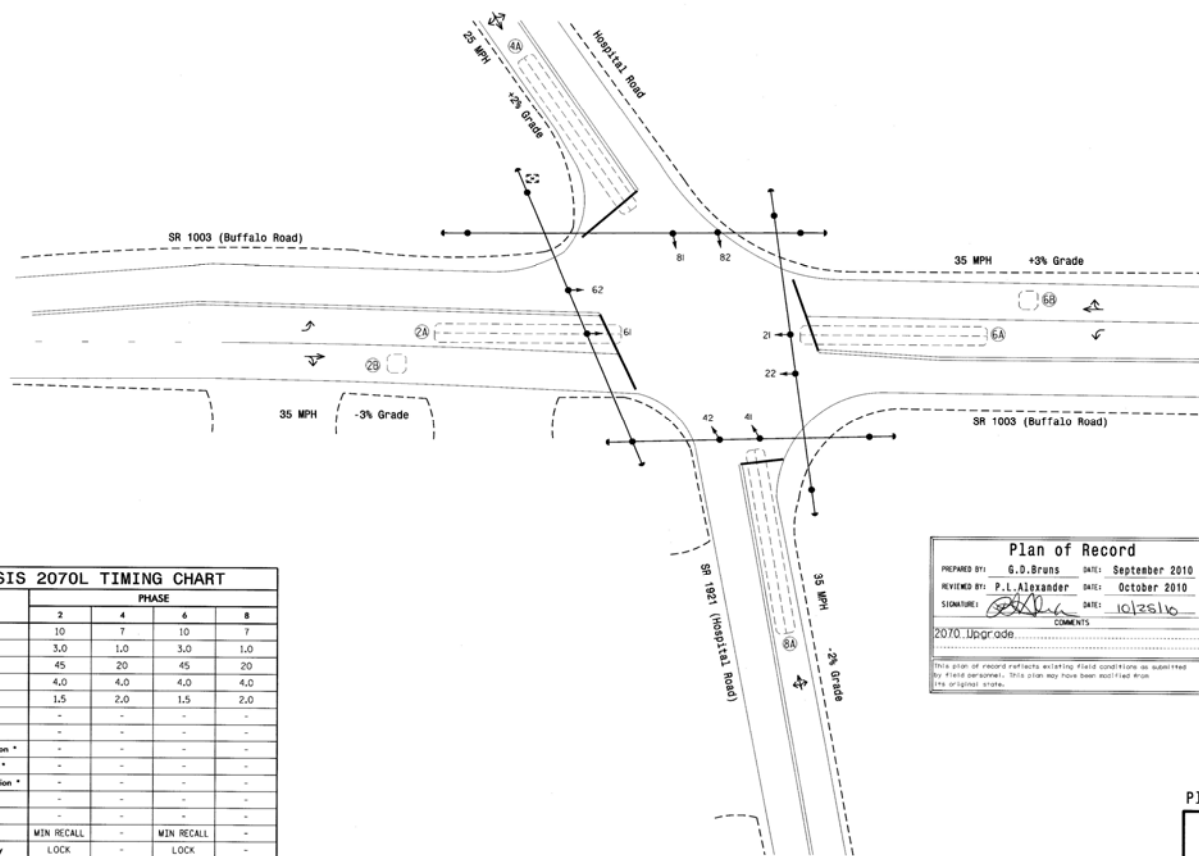 25 MPH
4A
Hospital Road
+2% Grade
SR 1003 (Buffalo Road)
81
82
35 MPH +3% Grade
62
6B
2A
61
21
6A
2B
22
35 MPH -3% Grade
42
41
SR 1003 (Buffalo Road)
SR 1921 (Hospital Road)
35 MPH
-2% Grade
8A
SIS 2070L TIMING CHART
PHASE
2 4 6 8
10 7 10 7
3.0 1.0 3.0 1.0
45 20 45 20
4.0 4.0 4.0 4.0
1.5 2.0 1.5 2.0
- - - -
- - - -
on * - - - -
* - - - -
ion * - - - -
- - - -
- - - -
MIN RECALL - MIN RECALL -
y LOCK - LOCK -
Plan of Record
PREPARED BY: G.D.Bruns DATE: September 2010
REVIEWED BY: P.L.Alexander DATE: October 2010
SIGNATURE: DATE: 10/25/10
COMMENTS
2070 Upgrade
This plan of record reflects existing field conditions as submitted
by field personnel. This plan may have been modified from
its original state.
Pl